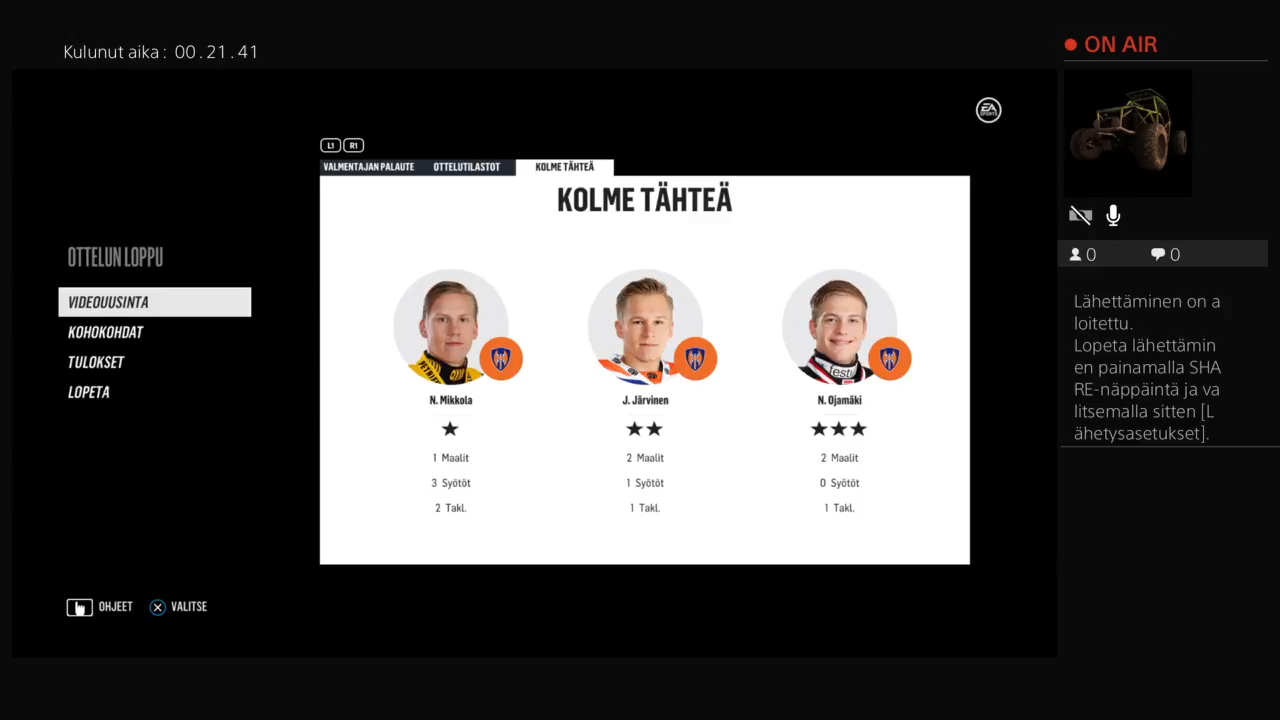 Kulunut aika : 00.21.41
ON AIR
EA
SPORTS
L1 R1
VALMENTAJAN PALAUTE OTTELUTILASTOT KOLME TÄHTEÄ
KOLME TÄHTEÄ
OTTELUN LOPPU
VIDEOUUSINTA
KOHOKOHDAT
TULOKSET
LOPETA
N. Mikkola J. Järvinen N. Ojamäki
1 Maalit 2 Maalit 2 Maalit
3 Syötöt 1 Syötöt 0 Syötöt
2 Takl. 1 Takl. 1 Takl.
OHJEET VALITSE
0 0
Lähettäminen on a
loitettu.
Lopeta lähettämin
en painamalla SHA
RE-näppäintä ja va
litsemalla sitten [L
ähetysasetukset].